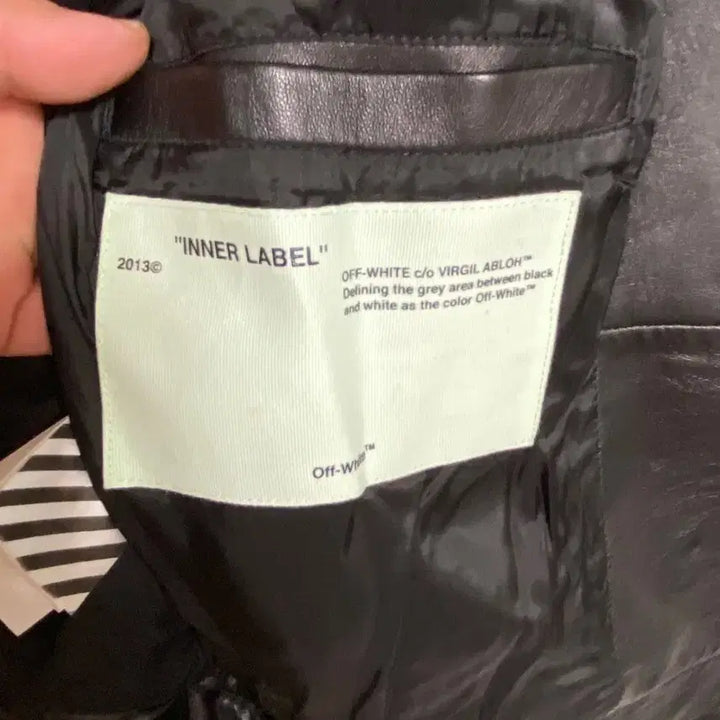 "INNER LABEL"
2013©
OFF-WHITE c/o VIRGIL ABLOH™
Defining the grey area between black
and white as the color Off-White™
Off-White™